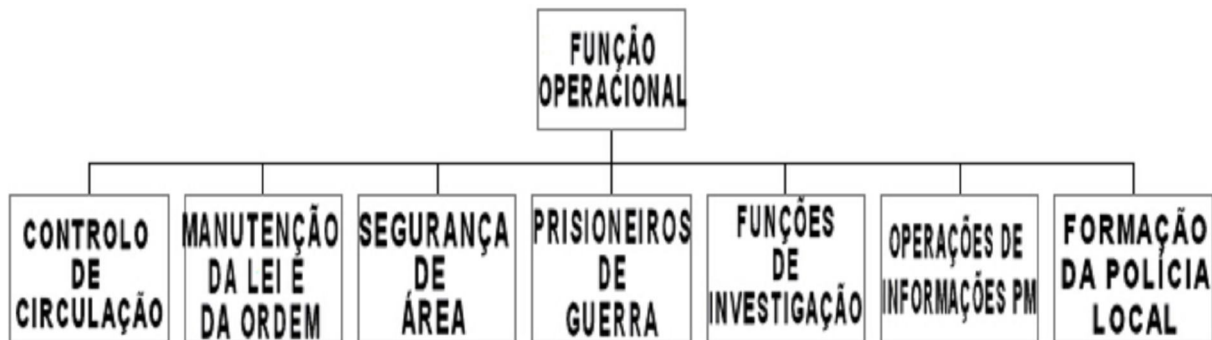 FUNÇÃO
OPERACIONAL
CONTROLO
DE
CIRCULAÇÃO
MANUTENÇÃO
DA LEI E
DA ORDEM
SEGURANÇA
DE
ÁREA
PRISIONEIROS
DE
GUERRA
FUNÇÕES
DE
INVESTIGAÇÃO
OPERAÇÕES DE
INFORMAÇÕES PM
FORMAÇÃO
DA POLÍCIA
LOCAL